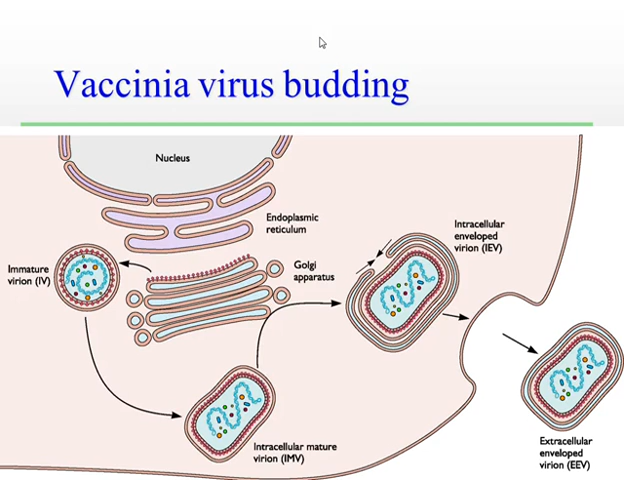 Vaccinia virus budding
Nucleus
Endoplasmic
reticulum
Intracellular
enveloped
virion (IEV)
Immature
virion (IV)
Golgi
apparatus
Intracellular mature
virion (IMV)
Extracellular
enveloped
virion (EEV)